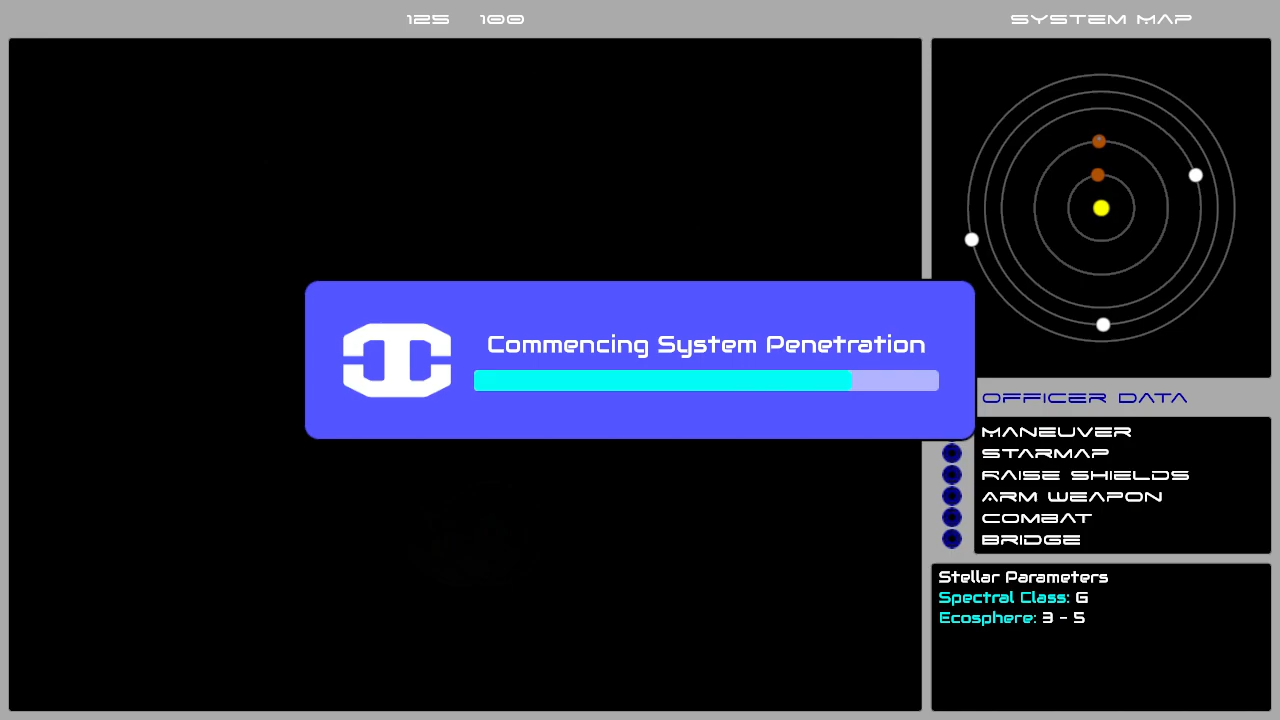 125 100
SYSTEM MAP
Commencing System Penetration
OFFICER DATA
MANEUVER
STARMAP
RAISE SHIELDS
ARM WEAPON
COMBAT
BRIDGE
Stellar Parameters
Spectral Class: G
Ecosphere: 3 - 5